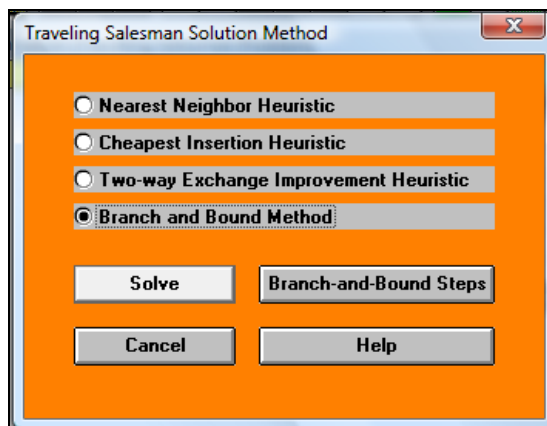 Traveling Salesman Solution Method
Nearest Neighbor Heuristic
Cheapest Insertion Heuristic
Two-way Exchange Improvement Heuristic
Branch and Bound Method
Solve
Branch-and-Bound Steps
Cancel
Help